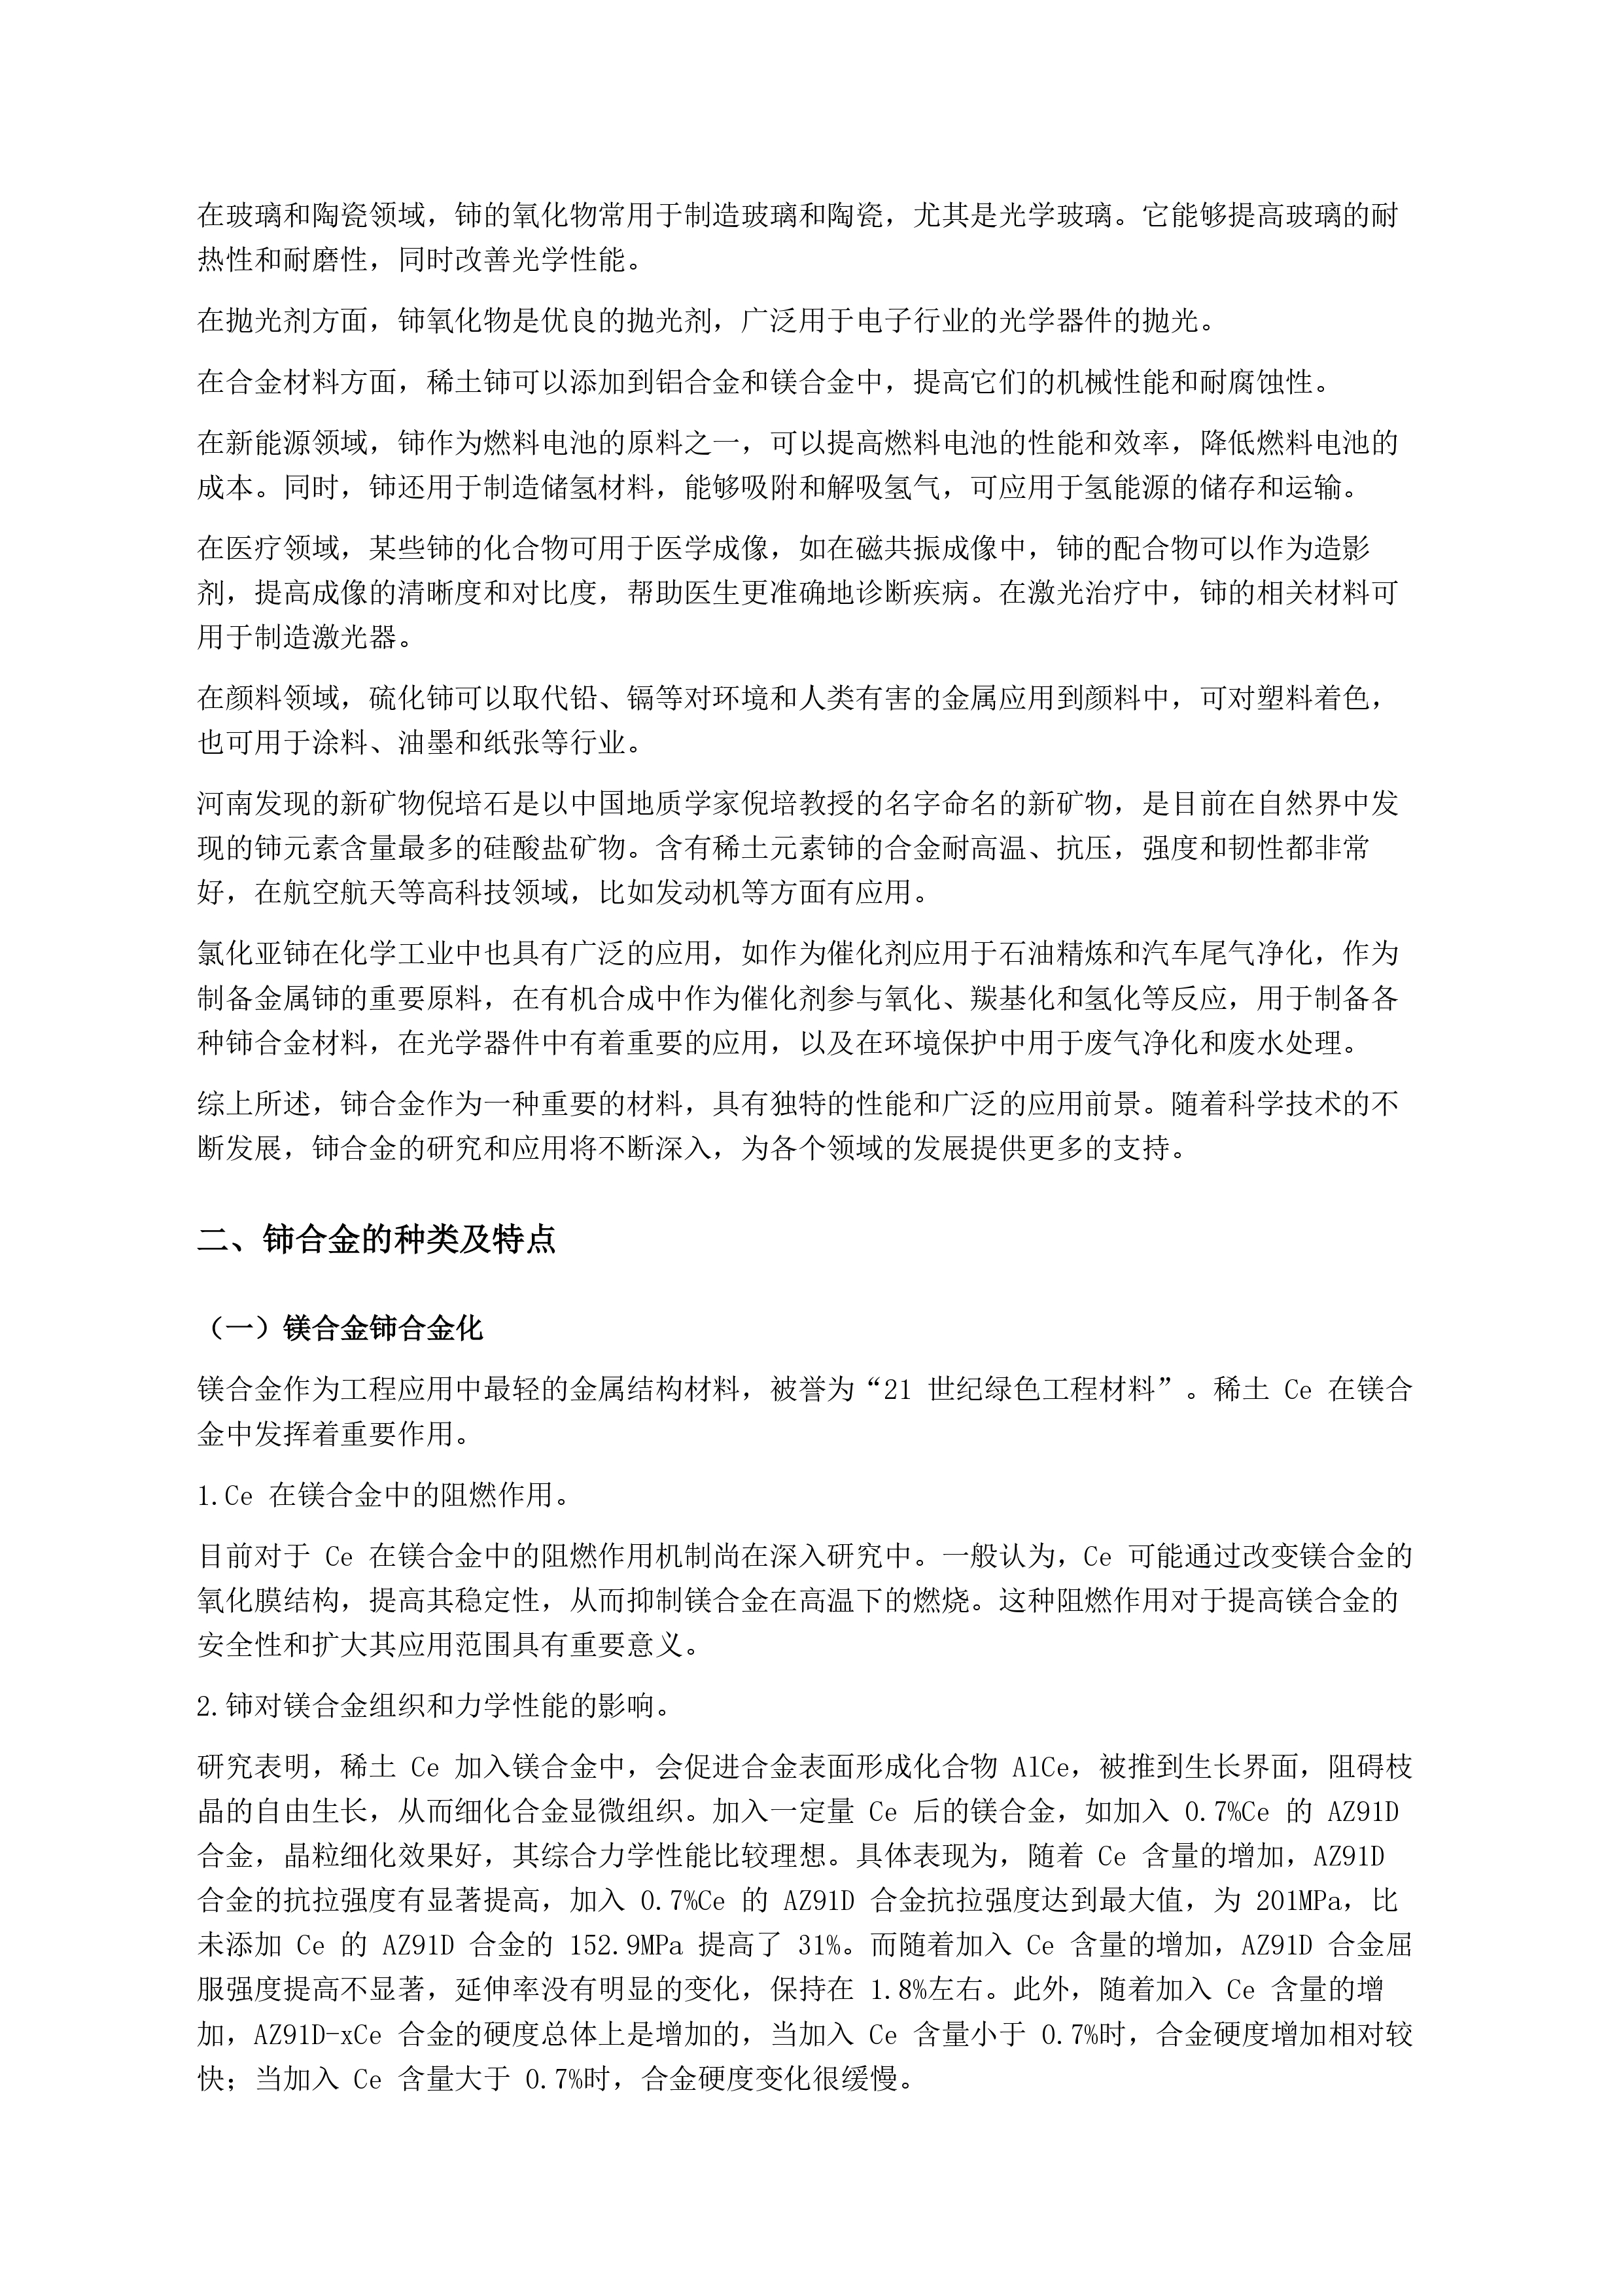 在玻璃和陶瓷领域，铈的氧化物常用于制造玻璃和陶瓷，尤其是光学玻璃。它能够提高玻璃的耐
热性和耐磨性，同时改善光学性能。
在抛光剂方面，铈氧化物是优良的抛光剂，广泛用于电子行业的光学器件的抛光。
在合金材料方面，稀土铈可以添加到铝合金和镁合金中，提高它们的机械性能和耐腐蚀性。
在新能源领域，铈作为燃料电池的原料之一，可以提高燃料电池的性能和效率，降低燃料电池的
成本。同时，铈还用于制造储氢材料，能够吸附和解吸氢气，可应用于氢能源的储存和运输。
在医疗领域，某些铈的化合物可用于医学成像，如在磁共振成像中，铈的配合物可以作为造影
剂，提高成像的清晰度和对比度，帮助医生更准确地诊断疾病。在激光治疗中，铈的相关材料可
用于制造激光器。
在颜料领域，硫化铈可以取代铅、镉等对环境和人类有害的金属应用到颜料中，可对塑料着色，
也可用于涂料、油墨和纸张等行业。
河南发现的新矿物倪培石是以中国地质学家倪培教授的名字命名的新矿物，是目前在自然界中发
现的铈元素含量最多的硅酸盐矿物。含有稀土元素铈的合金耐高温、抗压，强度和韧性都非常
好，在航空航天等高科技领域，比如发动机等方面有应用。
氯化亚铈在化学工业中也具有广泛的应用，如作为催化剂应用于石油精炼和汽车尾气净化，作为
制备金属铈的重要原料，在有机合成中作为催化剂参与氧化、羰基化和氢化等反应，用于制备各
种铈合金材料，在光学器件中有着重要的应用，以及在环境保护中用于废气净化和废水处理。
综上所述，铈合金作为一种重要的材料，具有独特的性能和广泛的应用前景。随着科学技术的不
断发展，铈合金的研究和应用将不断深入，为各个领域的发展提供更多的支持。
二、铈合金的种类及特点
（一）镁合金铈合金化
镁合金作为工程应用中最轻的金属结构材料，被誉为“21 世纪绿色工程材料”。稀土 Ce 在镁合
金中发挥着重要作用。
1.Ce 在镁合金中的阻燃作用。
目前对于 Ce 在镁合金中的阻燃作用机制尚在深入研究中。一般认为，Ce 可能通过改变镁合金的
氧化膜结构，提高其稳定性，从而抑制镁合金在高温下的燃烧。这种阻燃作用对于提高镁合金的
安全性和扩大其应用范围具有重要意义。
2.铈对镁合金组织和力学性能的影响。
研究表明，稀土 Ce 加入镁合金中，会促进合金表面形成化合物 AlCe，被推到生长界面，阻碍枝
晶的自由生长，从而细化合金显微组织。加入一定量 Ce 后的镁合金，如加入 0.7%Ce 的 AZ91D
合金，晶粒细化效果好，其综合力学性能比较理想。具体表现为，随着 Ce 含量的增加，AZ91D
合金的抗拉强度有显著提高，加入 0.7%Ce 的 AZ91D 合金抗拉强度达到最大值，为 201MPa，比
未添加 Ce 的 AZ91D 合金的 152.9MPa 提高了 31%。而随着加入 Ce 含量的增加，AZ91D 合金屈
服强度提高不显著，延伸率没有明显的变化，保持在 1.8%左右。此外，随着加入 Ce 含量的增
加，AZ91D-xCe 合金的硬度总体上是增加的，当加入 Ce 含量小于 0.7%时，合金硬度增加相对较
快；当加入 Ce 含量大于 0.7%时，合金硬度变化很缓慢。